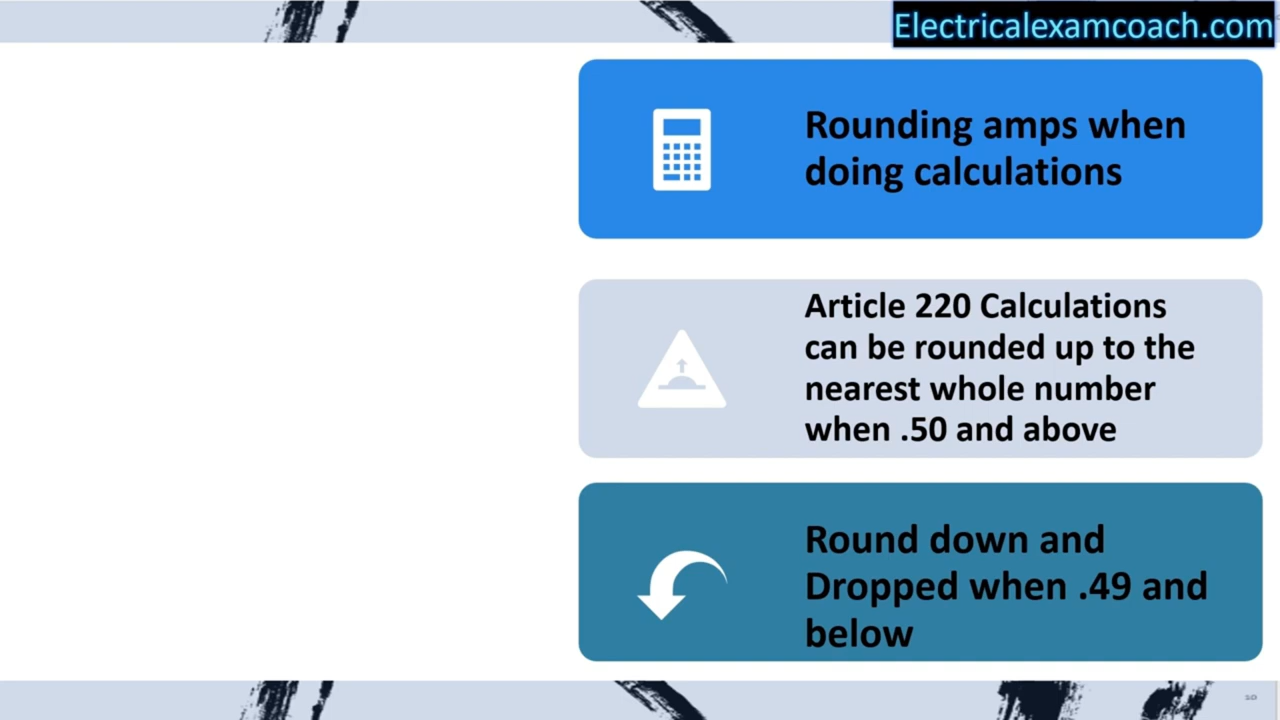 Electricalexamcoach.com
Rounding amps when
doing calculations
Article 220 Calculations
can be rounded up to the
nearest whole number
when .50 and above
Round down and
Dropped when .49 and
below
10